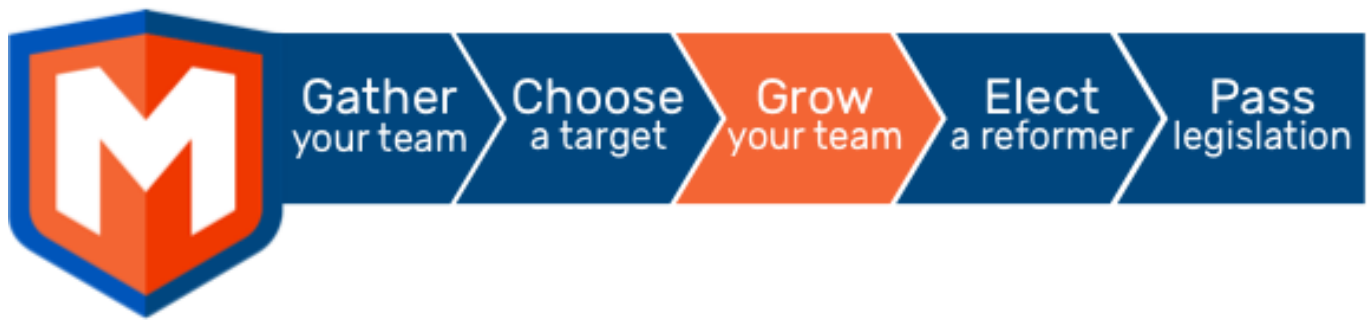 M
Gather
your team
Choose
a target
Grow
your team
Elect
a reformer
Pass
legislation